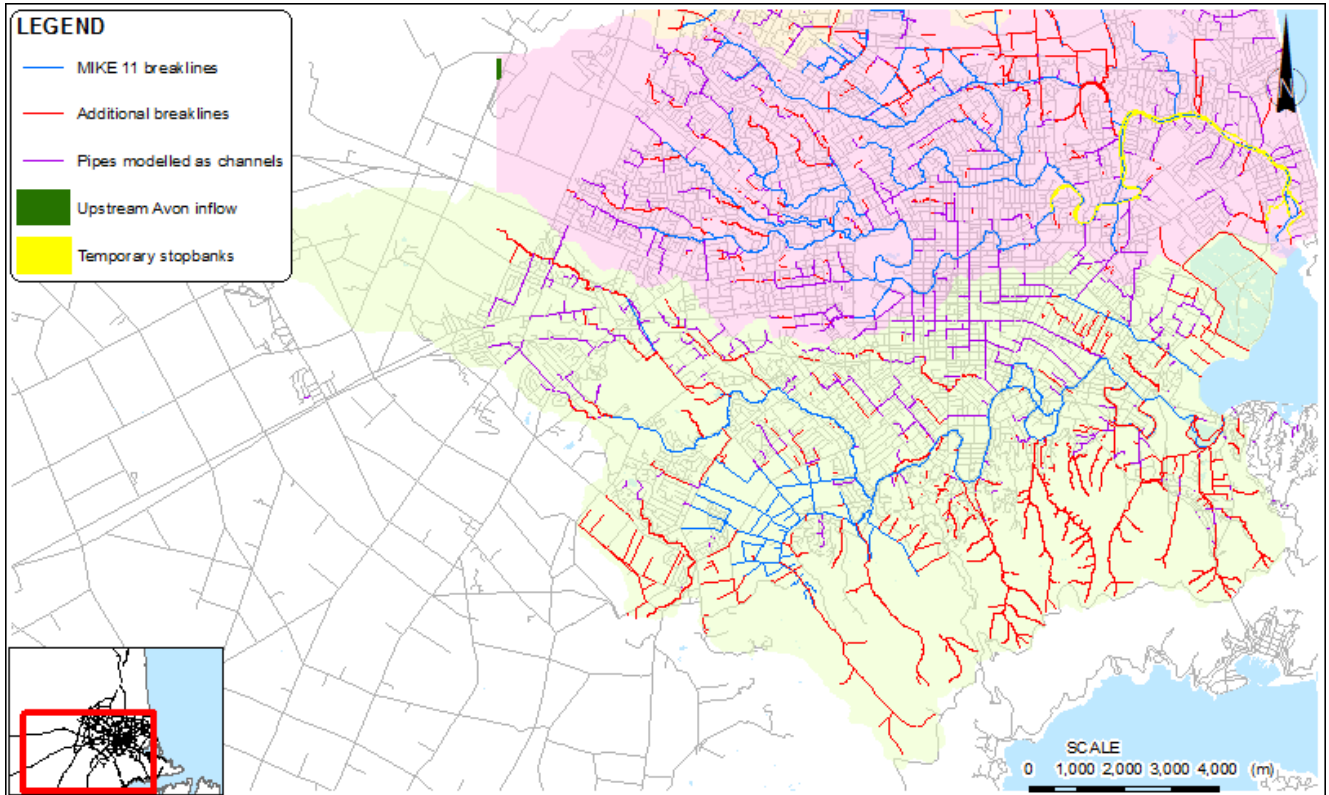 LEGEND
MIKE 11 breaklines
Additional breaklines
Pipes modelled as channels
Upstream Avon inflow
Temporary stopbanks
N
SCALE
0 1,000 2,000 3,000 4,000 (m)